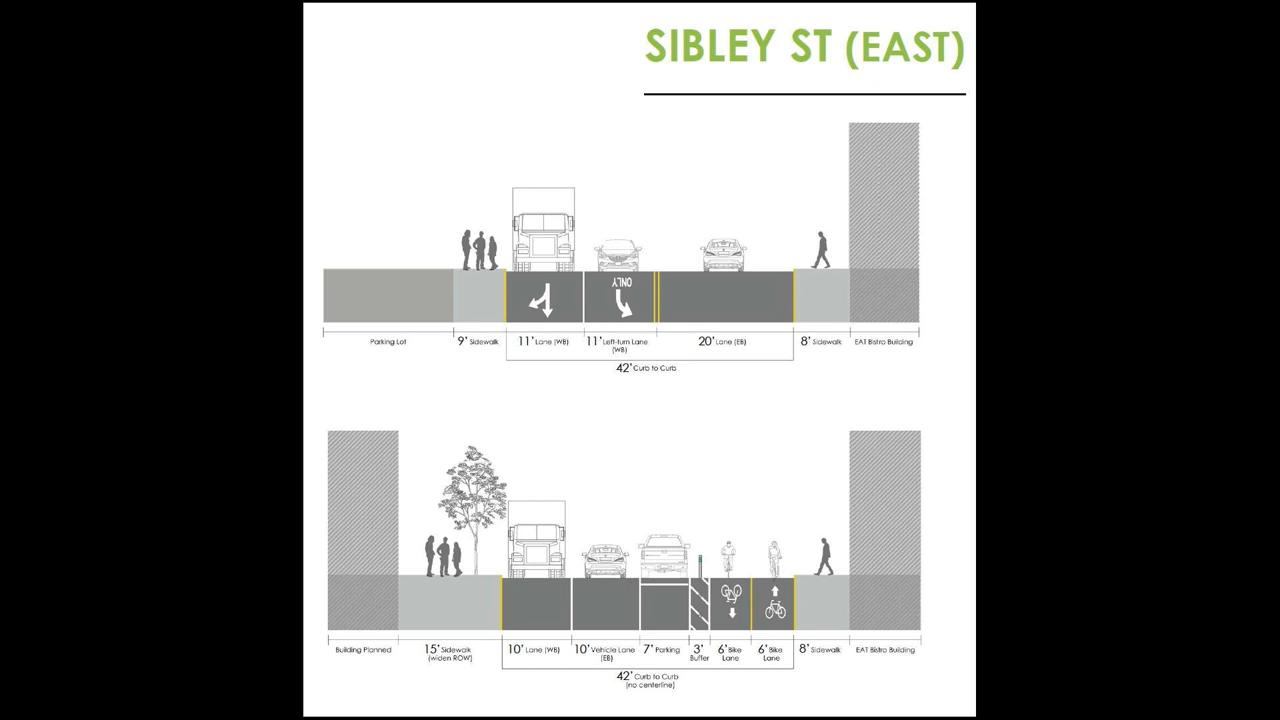 SIBLEY ST (EAST)
ONLY
Parking Lot
9' Sidewalk
11' Lane (WB)
11' Left-turn Lane
(WB)
20' Lane (EB)
8' Sidewalk
EAT Bistro Building
42' Curb to Curb
Building Planned
15' Sidewalk
(widen ROW)
10' Lane (WB)
10' Vehicle Lane
(EB)
7' Parking
3'
Buffer
6' Bike
Lane
6' Bike
Lane
8' Sidewalk
EAT Bistro Building
42' Curb to Curb
(no centerline)